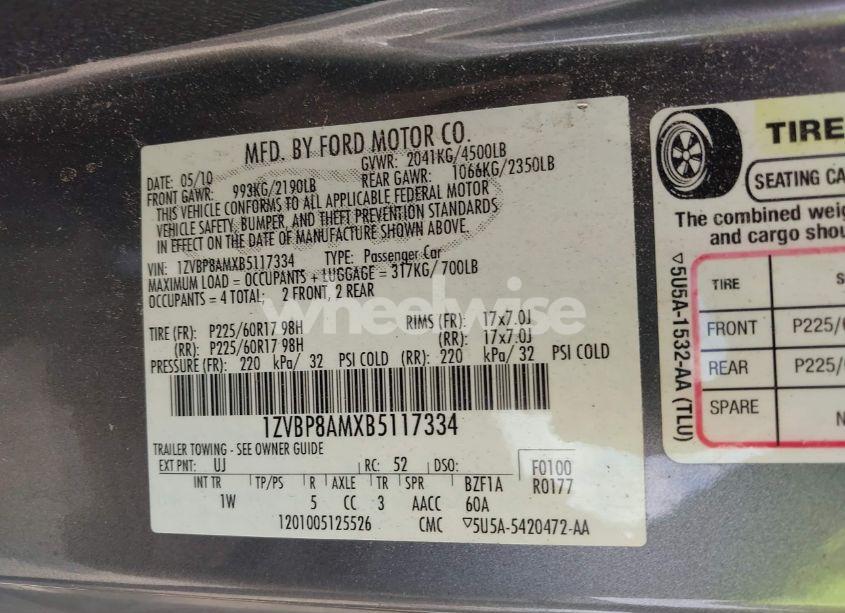 MFD. BY FORD MOTOR CO.
DATE: 05/10 GVWR: 2041KG/4500LB
FRONT GAWR: 993KG/2190LB REAR GAWR: 1066KG/2350LB
THIS VEHICLE CONFORMS TO ALL APPLICABLE FEDERAL MOTOR
VEHICLE SAFETY, BUMPER, AND THEFT PREVENTION STANDARDS
IN EFFECT ON THE DATE OF MANUFACTURE SHOWN ABOVE.
VIN: 1ZVBP8AMXB5117334 TYPE: Passenger Car
MAXIMUM LOAD = OCCUPANTS + LUGGAGE = 317KG/700LB
OCCUPANTS = 4 TOTAL; 2 FRONT, 2 REAR
wheelwise
TIRE (FR): P225/60R17 98H RIMS (FR): 17x7.0J
(RR): P225/60R17 98H (RR): 17x7.0J
PRESSURE (FR): 220 kPa/ 32 PSI COLD (RR): 220 kPa/ 32 PSI COLD
1ZVBP8AMXB5117334
TRAILER TOWING - SEE OWNER GUIDE
EXT PNT: UJ RC: 52 DSO: F0100
INT TR TP/PS R AXLE TR SPR BZF1A R0177
1W 5 CC 3 AACC 60A
1201005125526 CMC ▽5U5A-5420472-AA
TIRE
SEATING CA
The combined weig
and cargo shou
▽5U5A-1532-AA (TLU)
TIRE S
FRONT P225/
REAR P225/
SPARE N